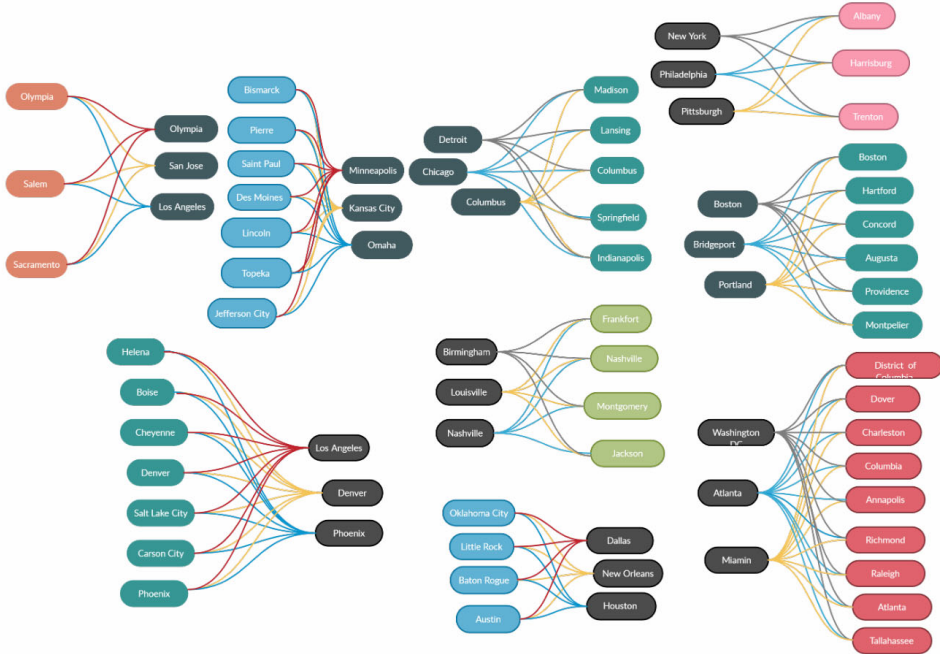 Olympia
Salem
Sacramento
Olympia
San Jose
Los Angeles
Bismarck
Pierre
Saint Paul
Des Moines
Lincoln
Topeka
Jefferson City
Minneapolis
Kansas City
Omaha
Detroit
Chicago
Columbus
Madison
Lansing
Columbus
Springfield
Indianapolis
New York
Philadelphia
Pittsburgh
Albany
Harrisburg
Trenton
Boston
Bridgeport
Portland
Boston
Hartford
Concord
Augusta
Providence
Montpelier
Helena
Boise
Cheyenne
Denver
Salt Lake City
Carson City
Phoenix
Los Angeles
Denver
Phoenix
Birmingham
Louisville
Nashville
Frankfort
Nashville
Montgomery
Jackson
Oklahoma City
Little Rock
Baton Rogue
Austin
Dallas
New Orleans
Houston
Washington
DC
Atlanta
Miamin
District of
Columbia
Dover
Charleston
Columbia
Annapolis
Richmond
Raleigh
Atlanta
Tallahassee